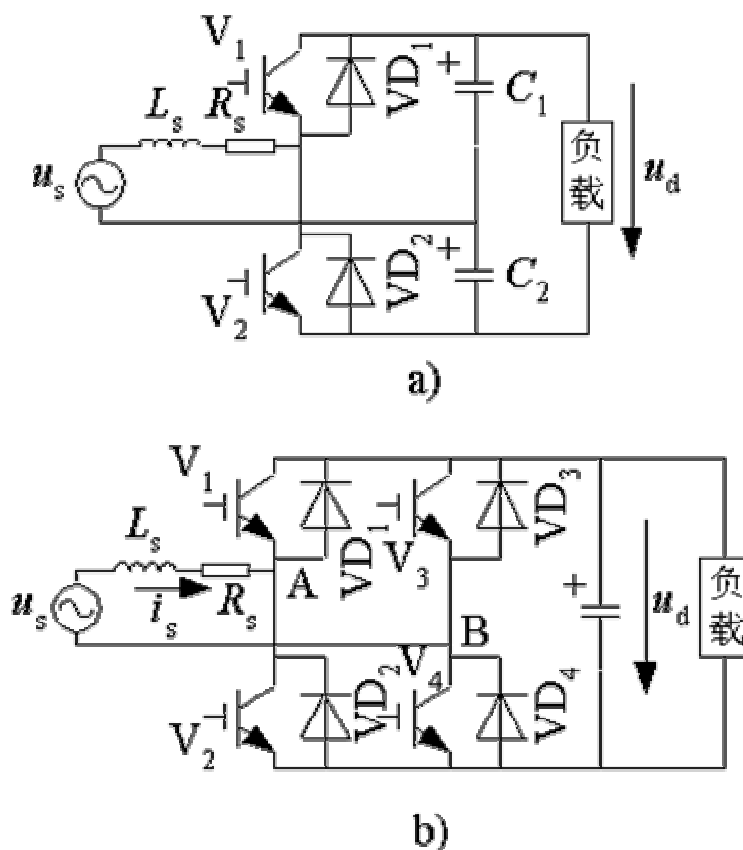 V1
VD1
+
C1
Ls
Rs
us
负载
ud
VD2
+
C2
V2
a)
V1
VD1
V3
VD3
Ls
is
Rs
A
us
B
+
ud
负载
V2
VD2
V4
VD4
b)